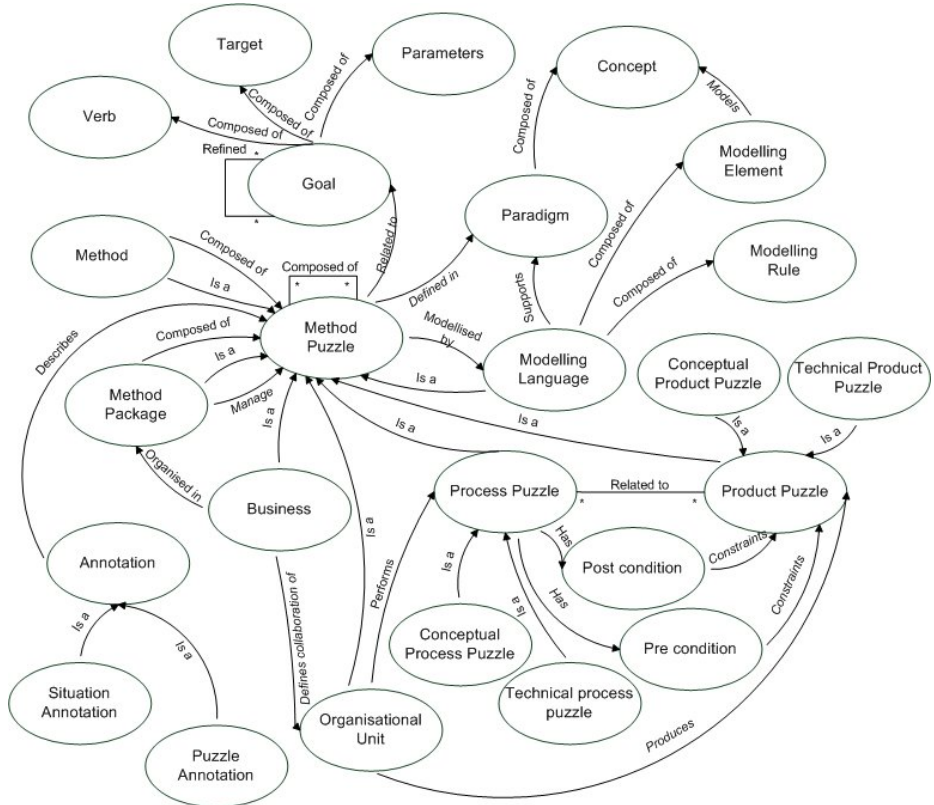 Target
Parameters
Concept
Composed of
Composed of
Models
Verb
Composed of
Composed of
Modelling
Element
Refined
*
Goal
*
Paradigm
Composed of
Modelling
Rule
Method
Composed of
Is a
Related to
Composed of
*
*
Defined in
Supports
Composed of
Describes
Composed of
Is a
Method
Puzzle
Modellised
by
Modelling
Language
Conceptual
Product Puzzle
Technical Product
Puzzle
Method
Package
Manage
Is a
Is a
Is a
Is a
Is a
Is a
Organised in
Business
Process Puzzle
Related to
*
*
Product Puzzle
Is a
Annotation
Has
Post condition
Constraints
Performs
Is a
Has
Is a
Constraints
Is a
Is a
Defines collaboration of
Conceptual
Process Puzzle
Pre condition
Situation
Annotation
Technical process
puzzle
Organisational
Unit
Produces
Puzzle
Annotation